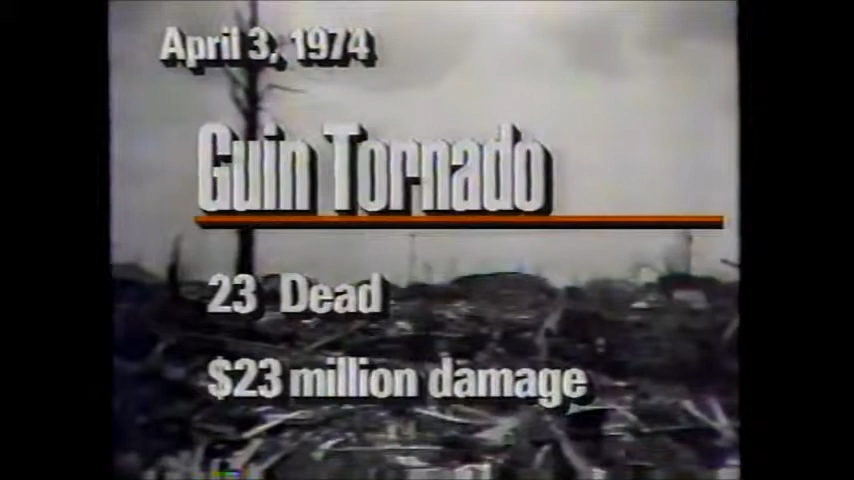 April 3, 1974
Guin Tornado
23 Dead
$23 million damage